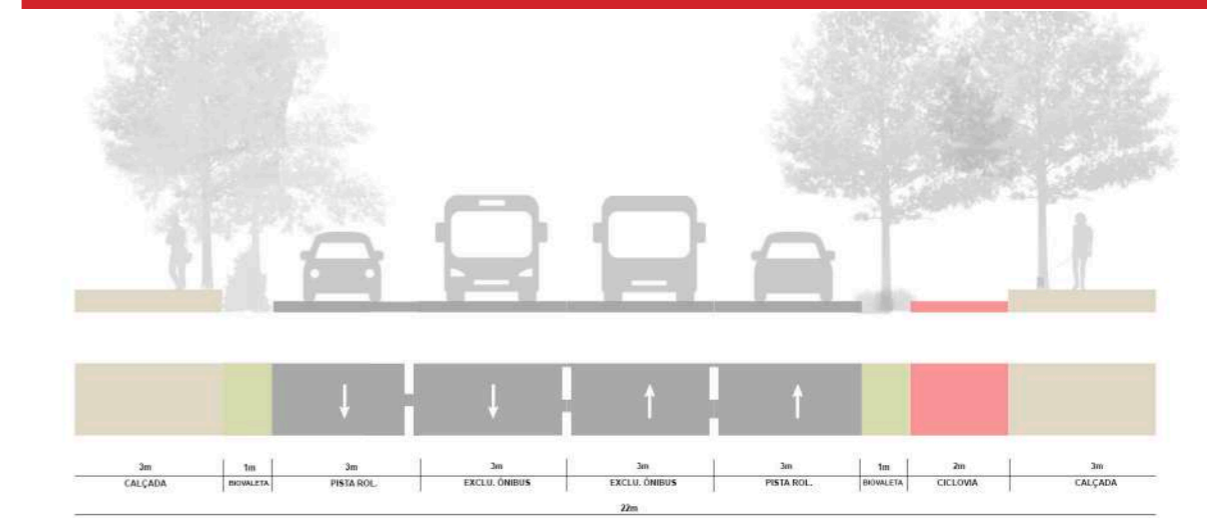 3m 1m 3m 3m 3m 3m 1m 2m 3m
CALÇADA BIOVALETA PISTA ROL. EXCLU. ÔNIBUS EXCLU. ÔNIBUS PISTA ROL. BIOVALETA CICLOVIA CALÇADA
22m